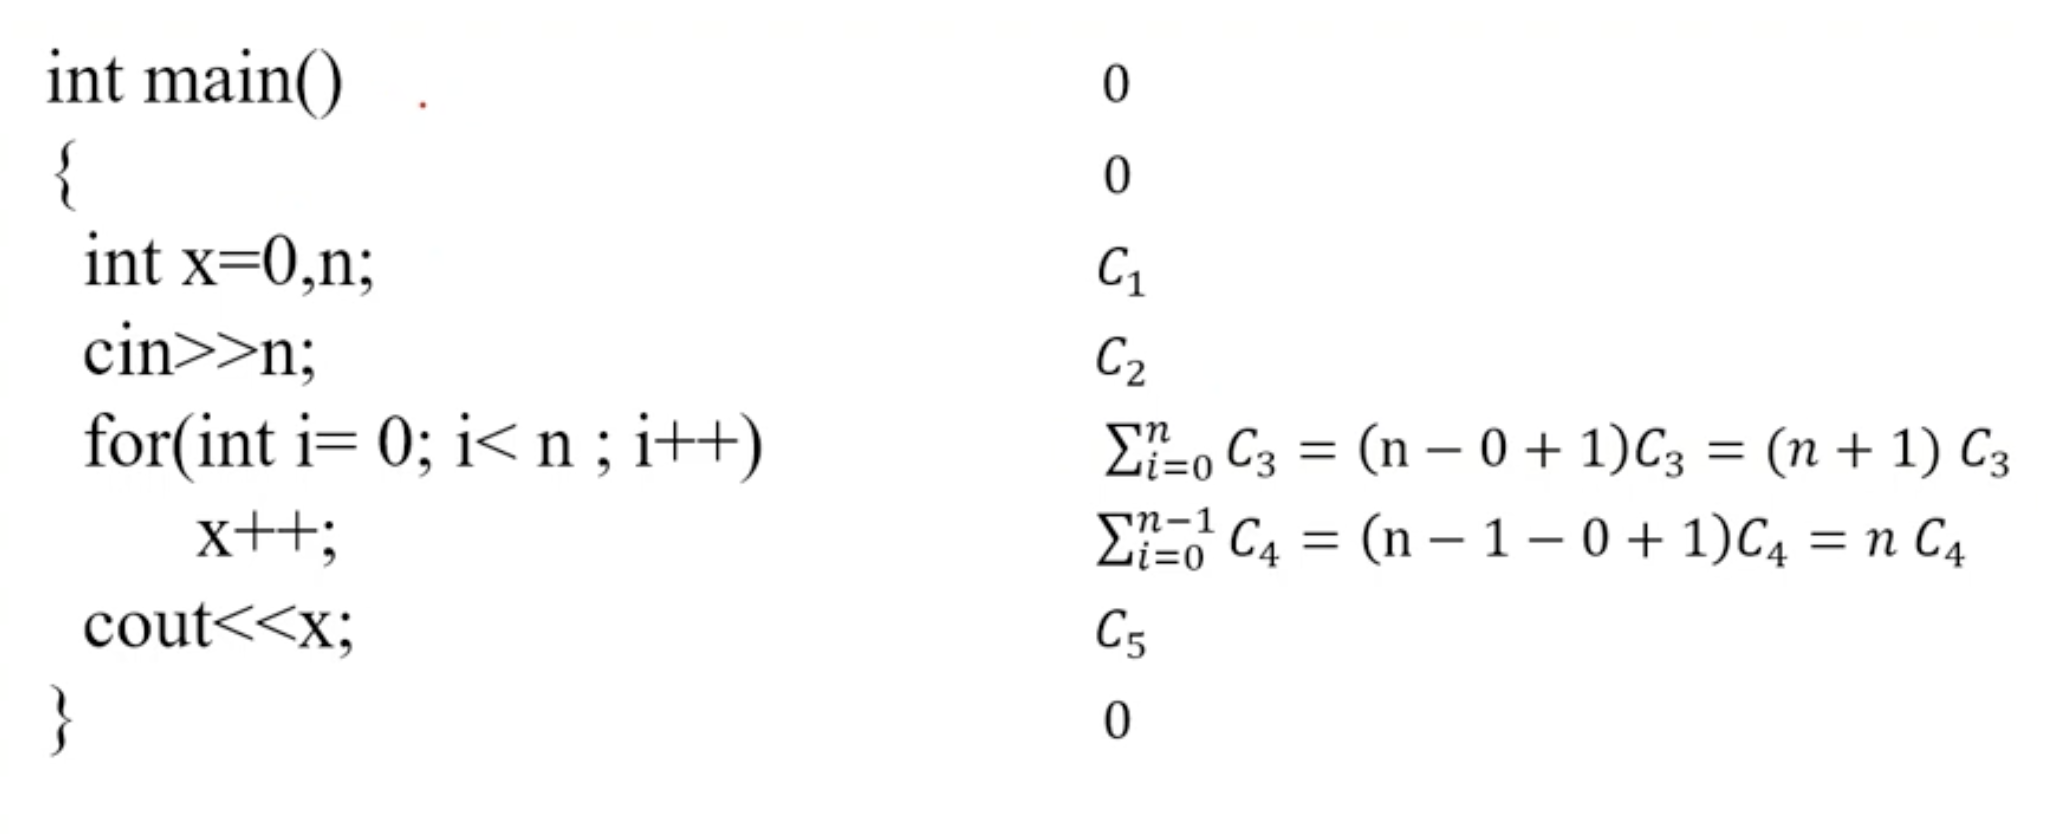 int main() 0
{ 0
int x=0,n; C₁
cin>>n; C₂
for(int i= 0; i< n ; i++) ∑ⁿᵢ₌₀ C₃ = (n − 0 + 1)C₃ = (n + 1) C₃
x++; ∑ⁿ⁻¹ᵢ₌₀ C₄ = (n − 1 − 0 + 1)C₄ = n C₄
cout<<x; C₅
} 0